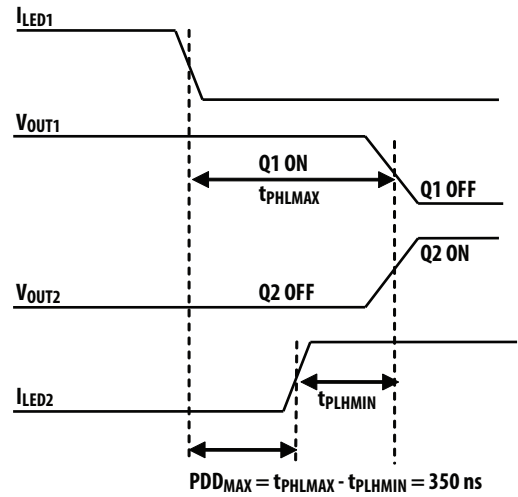 ILED1
VOUT1
Q1 ON
tPHLMAX
Q1 OFF
Q2 ON
VOUT2
Q2 OFF
tPLHMIN
ILED2
PDDMAX = tPHLMAX - tPLHMIN = 350 ns